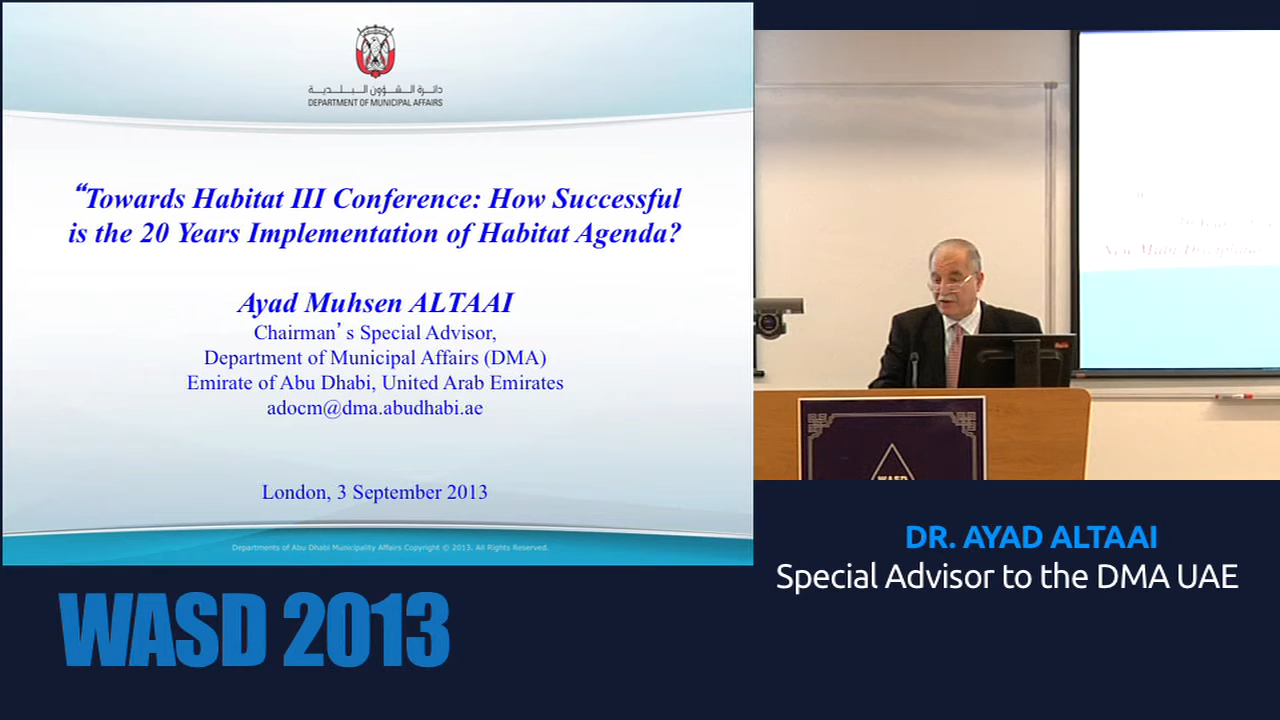 دائرة الشؤون البلدية
DEPARTMENT OF MUNICIPAL AFFAIRS
“Towards Habitat III Conference: How Successful
is the 20 Years Implementation of Habitat Agenda?
Ayad Muhsen ALTAAI
Chairman’s Special Advisor,
Department of Municipal Affairs (DMA)
Emirate of Abu Dhabi, United Arab Emirates
adocm@dma.abudhabi.ae
London, 3 September 2013
Departments of Abu Dhabi Municipality Affairs Copyright © 2013. All Rights Reserved.
WASD
DR. AYAD ALTAAI
Special Advisor to the DMA UAE
WASD 2013